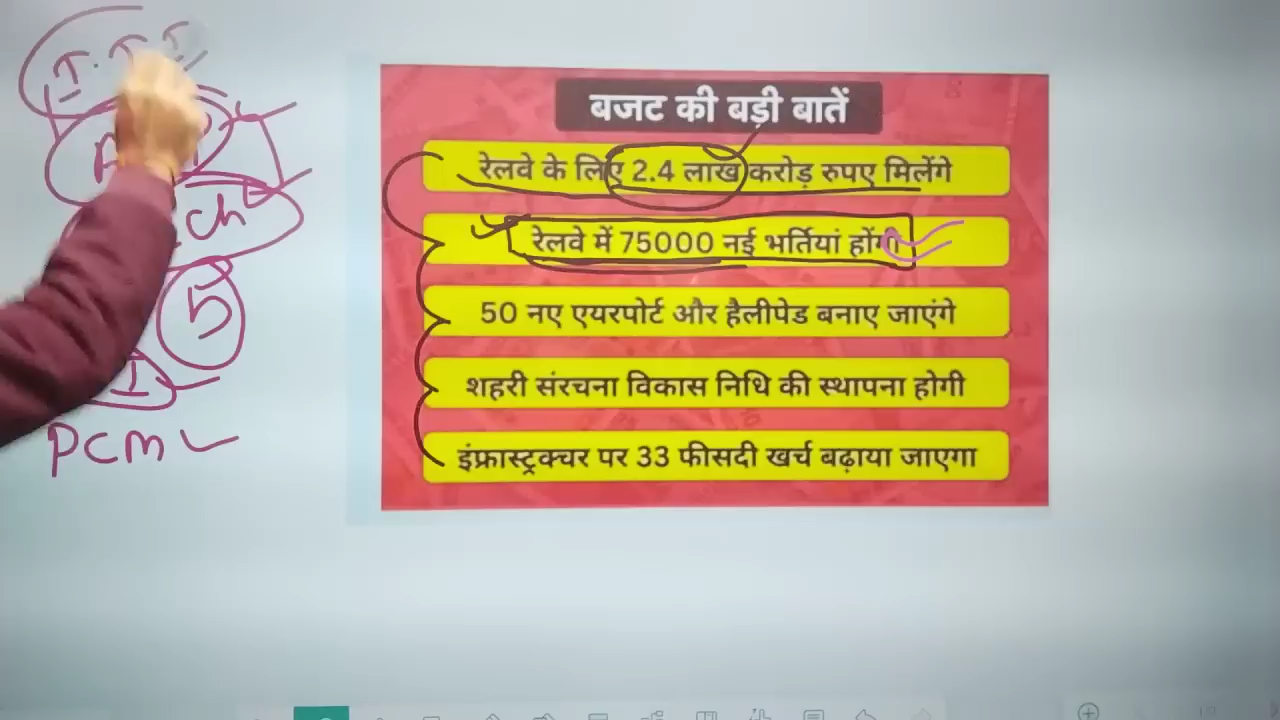 I.T.I
ch
5
PCM
बजट की बड़ी बातें
रेलवे के लिए 2.4 लाख करोड़ रुपए मिलेंगे
रेलवे में 75000 नई भर्तियां होंगी
50 नए एयरपोर्ट और हैलीपेड बनाए जाएंगे
शहरी संरचना विकास निधि की स्थापना होगी
इंफ्रास्ट्रक्चर पर 33 फीसदी खर्च बढ़ाया जाएगा